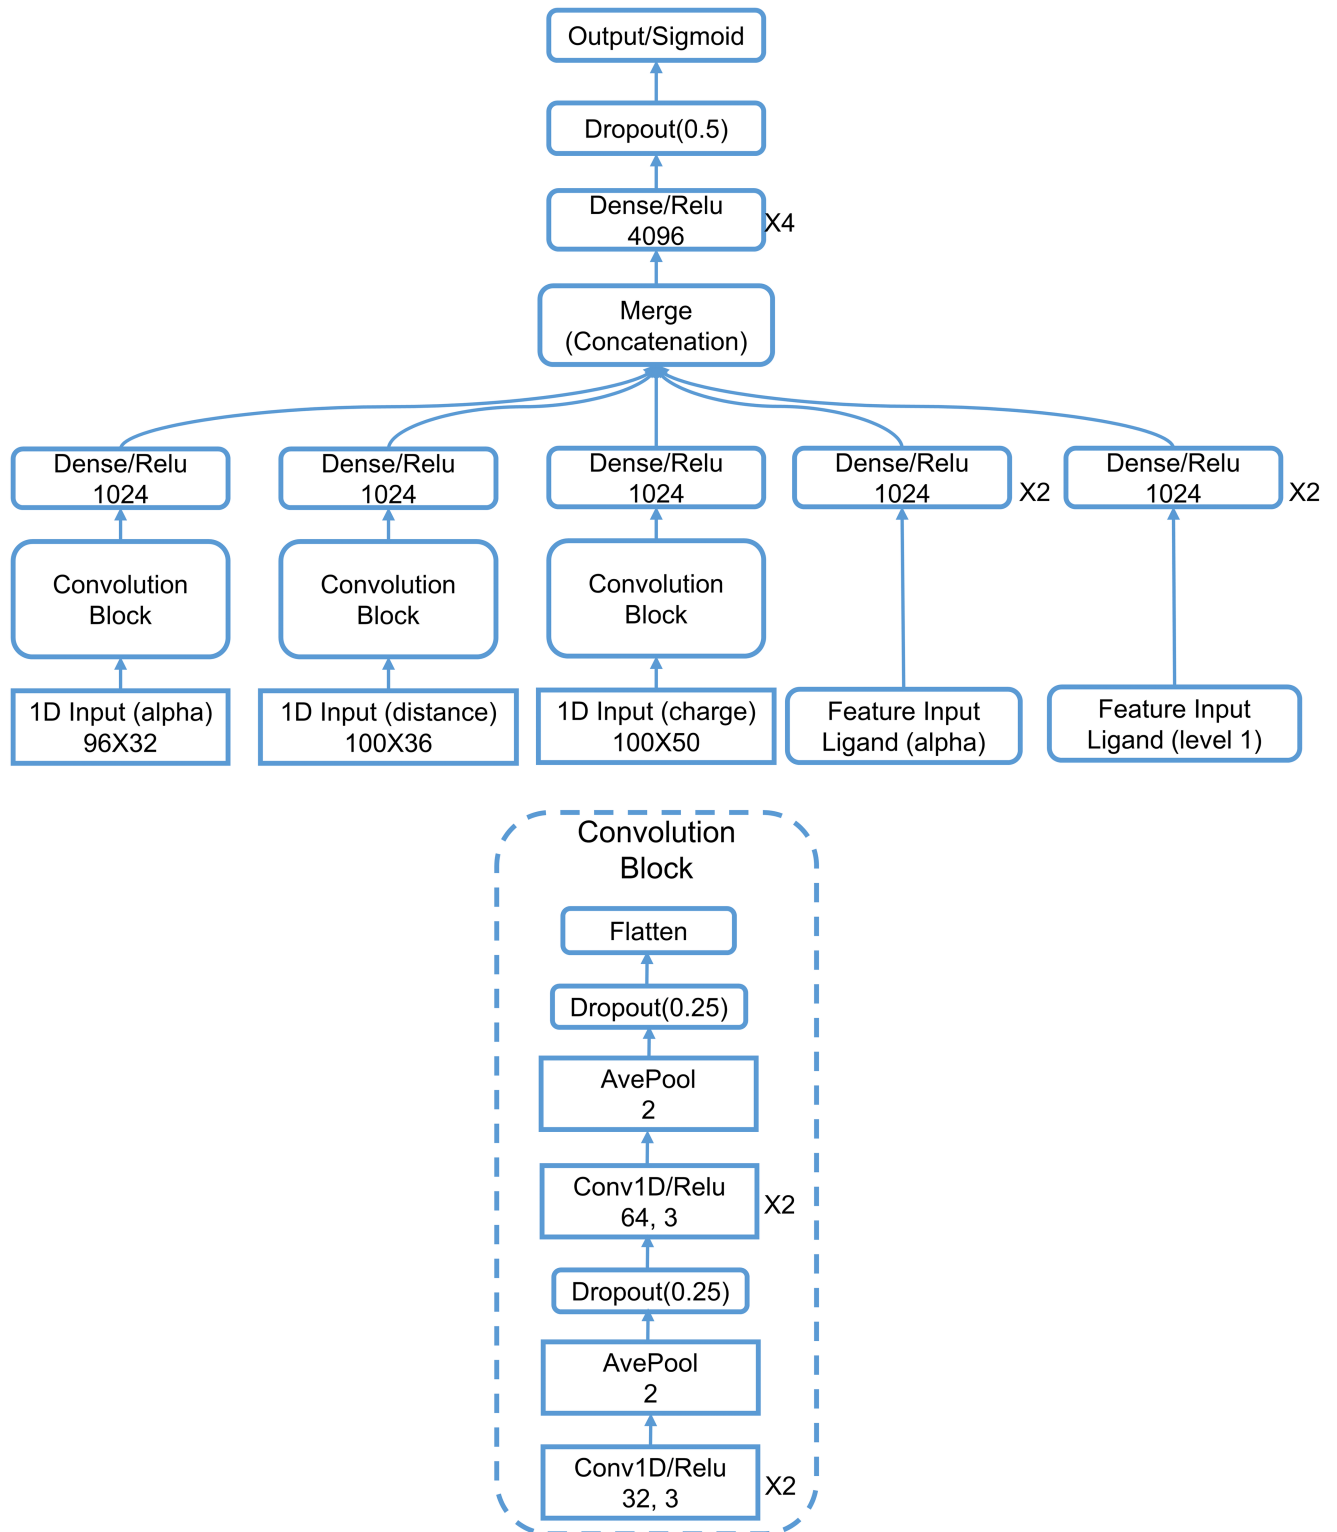 Output/Sigmoid
Dropout(0.5)
Dense/Relu
4096
X4
Merge
(Concatenation)
Dense/Relu
1024
Dense/Relu
1024
Dense/Relu
1024
Dense/Relu
1024
X2
Dense/Relu
1024
X2
Convolution
Block
Convolution
Block
Convolution
Block
1D Input (alpha)
96X32
1D Input (distance)
100X36
1D Input (charge)
100X50
Feature Input
Ligand (alpha)
Feature Input
Ligand (level 1)
Convolution
Block
Flatten
Dropout(0.25)
AvePool
2
Conv1D/Relu
64, 3
X2
Dropout(0.25)
AvePool
2
Conv1D/Relu
32, 3
X2